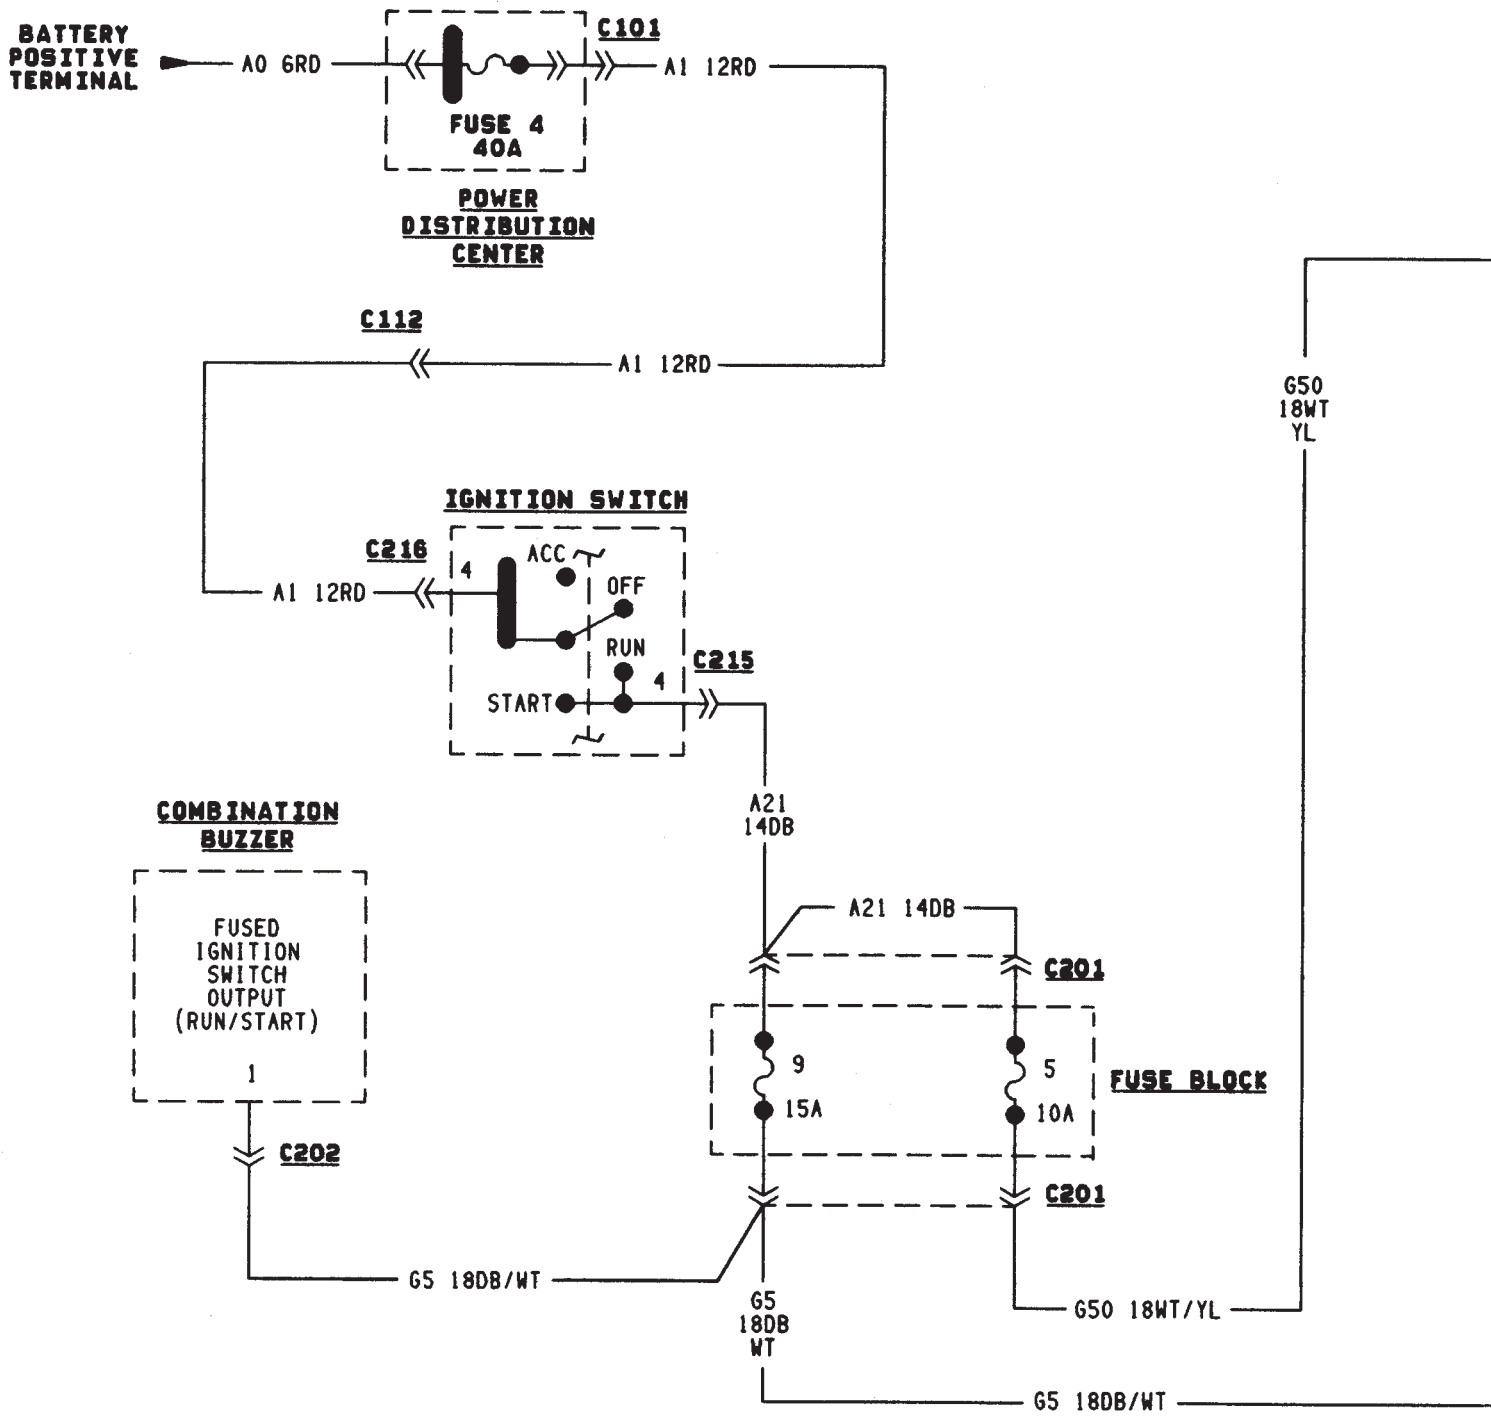 BATTERY
POSITIVE
TERMINAL
A0 6RD
C101
A1 12RD
FUSE 4
40A
POWER
DISTRIBUTION
CENTER
C112
A1 12RD
G50
18WT
YL
IGNITION SWITCH
C216
4
ACC
OFF
A1 12RD
RUN
C215
4
START
A21
14DB
COMBINATION
BUZZER
A21 14DB
FUSED
IGNITION
SWITCH
OUTPUT
(RUN/START)
1
C201
9
15A
5
10A
FUSE BLOCK
C202
C201
G5 18DB/WT
G5
18DB
WT
G50 18WT/YL
G5 18DB/WT